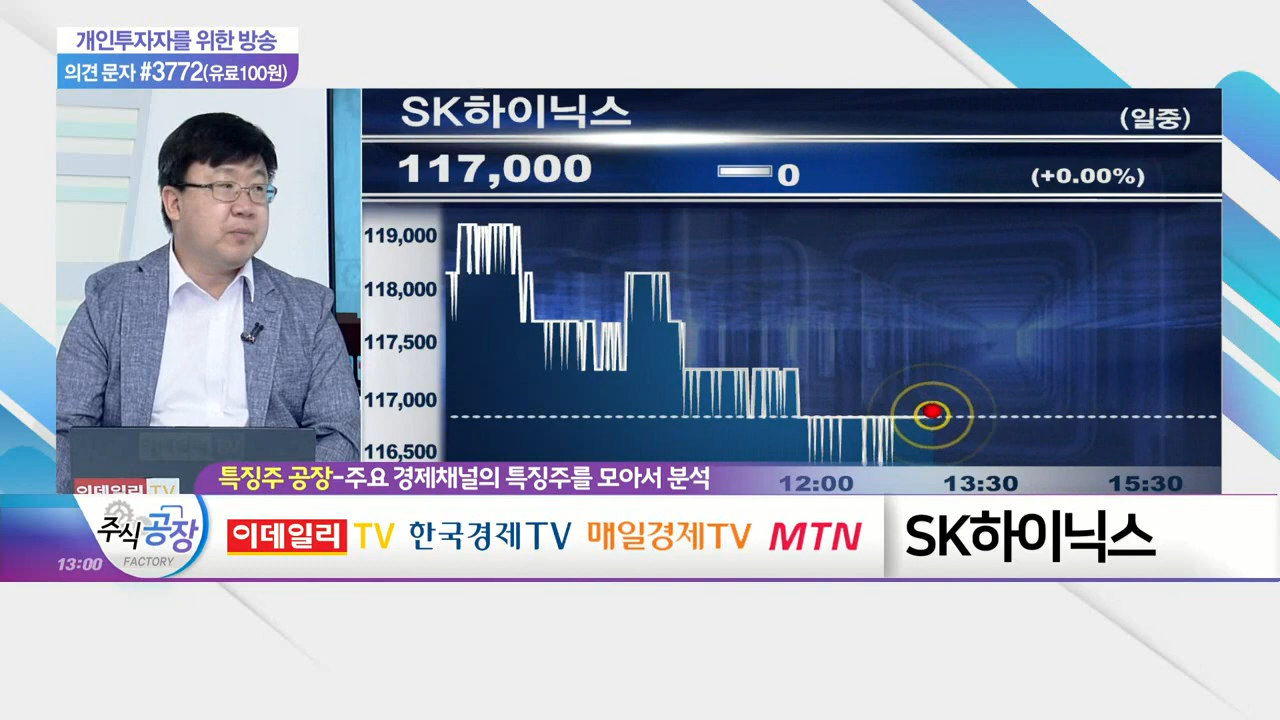 개인투자자를 위한 방송
의견 문자 #3772(유료100원)
SK하이닉스
(일중)
117,000
0
(+0.00%)
119,000
118,000
117,500
117,000
116,500
12:00
13:30
15:30
이데일리 TV
특징주 공장-주요 경제채널의 특징주를 모아서 분석
주식공장
FACTORY
13:00
이데일리 TV 한국경제TV 매일경제TV MTN
SK하이닉스